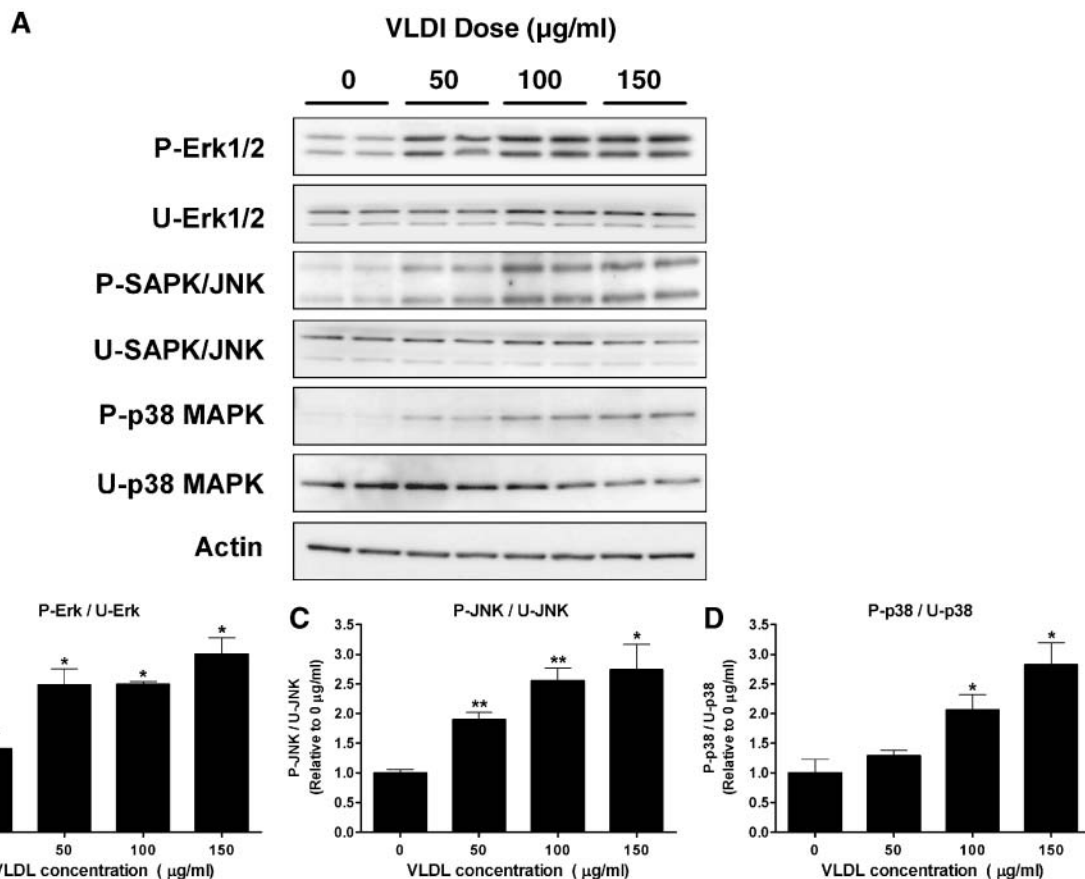 A
VLDI Dose (µg/ml)
0 50 100 150
P-Erk1/2
U-Erk1/2
P-SAPK/JNK
U-SAPK/JNK
P-p38 MAPK
U-p38 MAPK
Actin
P-Erk / U-Erk
* * *
50 100 150
VLDL concentration ( µg/ml)
C
P-JNK / U-JNK
P-JNK / U-JNK
(Relative to 0 µg/ml)
3.5
3.0
2.5
2.0
1.5
1.0
0.5
0.0
** ** *
0 50 100 150
VLDL concentration ( µg/ml)
D
P-p38 / U-p38
P-p38 / U-p38
(Relative to 0 µg/ml)
3.5
3.0
2.5
2.0
1.5
1.0
0.5
0.0
* *
0 50 100 150
VLDL concentration ( µg/ml)